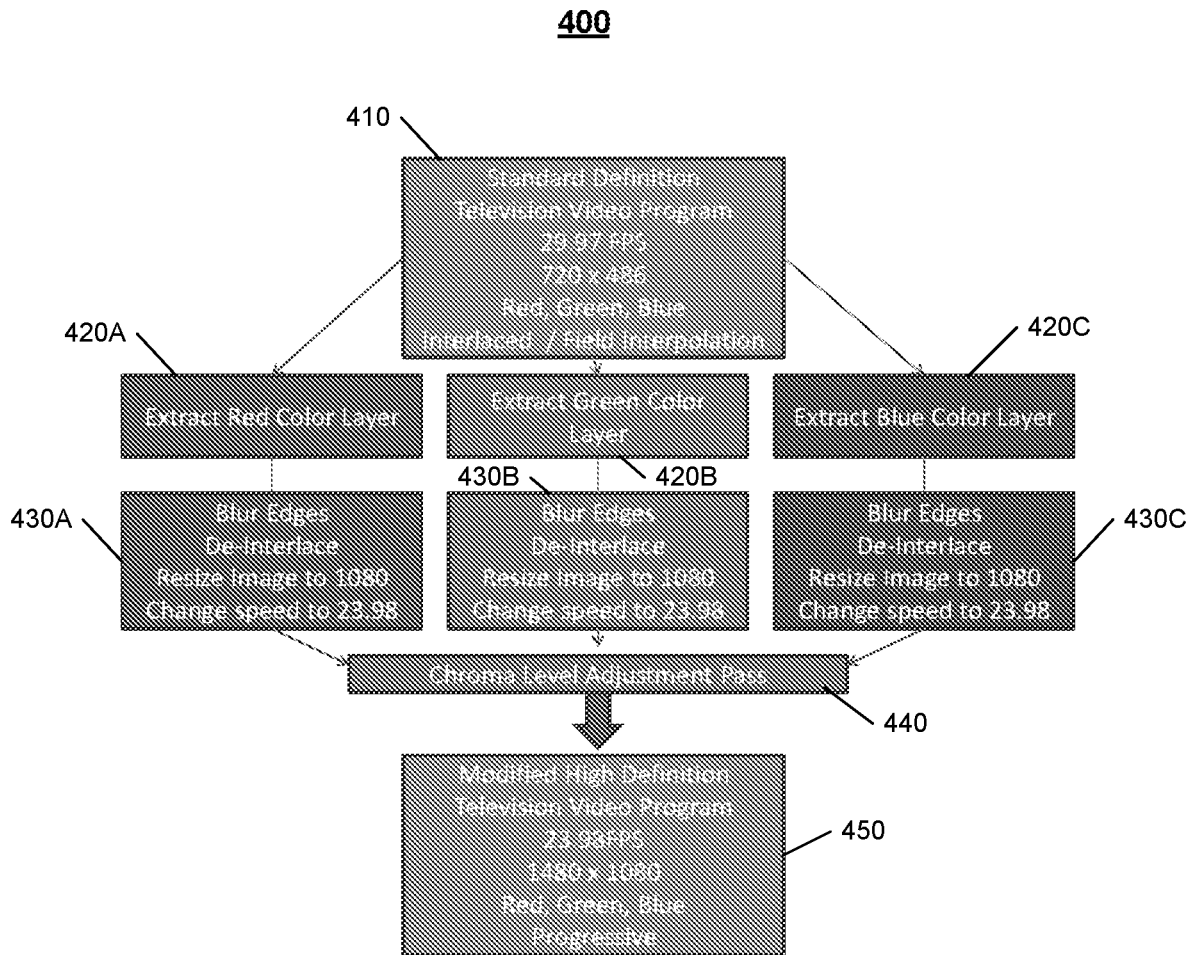 400
410
Standard Definition
Television Video Program
29.97 FPS
720 x 486
Red, Green, Blue
Interlaced / Field Interpolation
420A
420C
Extract Red Color Layer
Extract Green Color
Layer
Extract Blue Color Layer
430B
420B
430A
Blur Edges
De-Interlace
Resize Image to 1080
Change speed to 23.98
Blur Edges
De-Interlace
Resize Image to 1080
Change speed to 23.98
Blur Edges
De-Interlace
Resize Image to 1080
Change speed to 23.98
430C
Chroma Level Adjustment Pass
440
Modified High Definition
Television Video Program
23.98FPS
1480 x 1080
Red, Green, Blue
Progressive
450